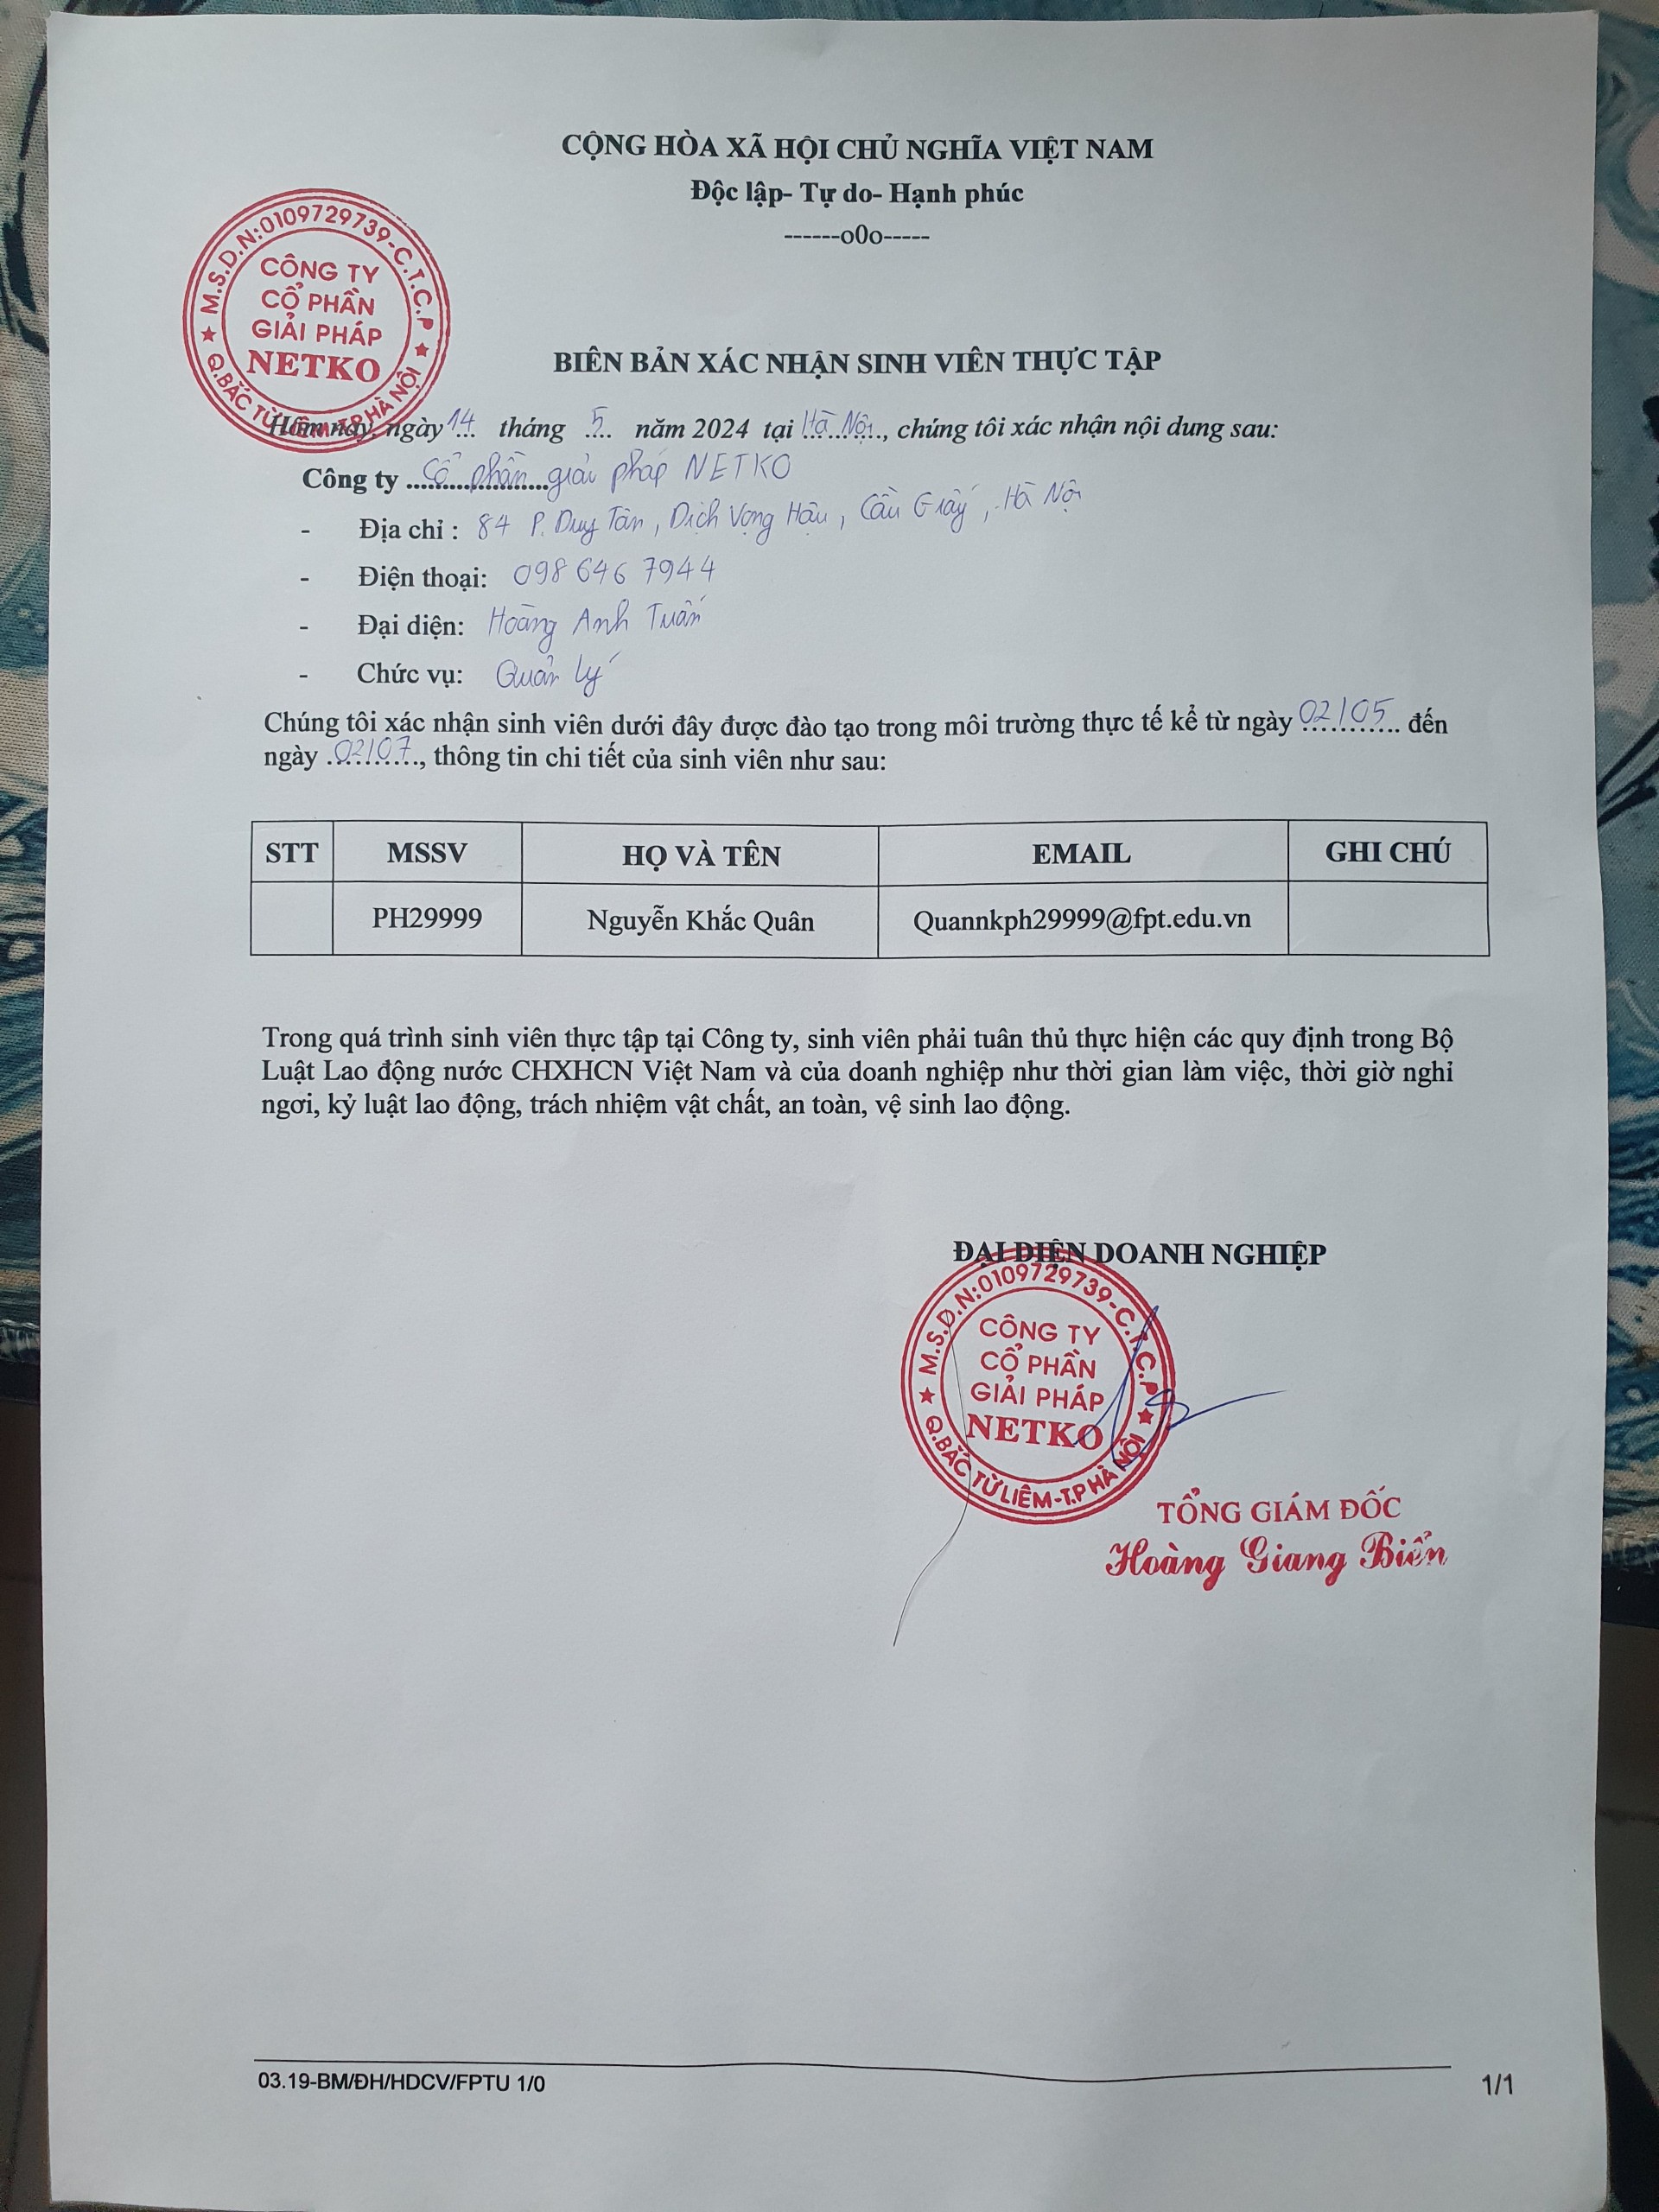 CỘNG HÒA XÃ HỘI CHỦ NGHĨA VIỆT NAM
Độc lập- Tự do- Hạnh phúc
------o0o-----
M.S.D.N:0109729739-C.T.C.P
CÔNG TY
CỔ PHẦN
GIẢI PHÁP
NETKO
Q.BẮC TỪ LIÊM-T.P HÀ NỘI
BIÊN BẢN XÁC NHẬN SINH VIÊN THỰC TẬP
Hôm nay, ngày 14 tháng 5 năm 2024 tại Hà Nội, chúng tôi xác nhận nội dung sau:
Công ty Cổ phần giải pháp NETKO
- Địa chỉ : 84 P. Duy Tân, Dịch Vọng Hậu, Cầu Giấy, Hà Nội
- Điện thoại: 098 646 7944
- Đại diện: Hoàng Anh Tuấn
- Chức vụ: Quản lý
Chúng tôi xác nhận sinh viên dưới đây được đào tạo trong môi trường thực tế kể từ ngày 02/05 đến
ngày 02/07, thông tin chi tiết của sinh viên như sau:
STT MSSV HỌ VÀ TÊN EMAIL GHI CHÚ
PH29999 Nguyễn Khắc Quân Quannkph29999@fpt.edu.vn
Trong quá trình sinh viên thực tập tại Công ty, sinh viên phải tuân thủ thực hiện các quy định trong Bộ
Luật Lao động nước CHXHCN Việt Nam và của doanh nghiệp như thời gian làm việc, thời giờ nghỉ
ngơi, kỷ luật lao động, trách nhiệm vật chất, an toàn, vệ sinh lao động.
ĐẠI DIỆN DOANH NGHIỆP
M.S.D.N:0109729739-C.T.C.P
CÔNG TY
CỔ PHẦN
GIẢI PHÁP
NETKO
Q.BẮC TỪ LIÊM-T.P HÀ NỘI
TỔNG GIÁM ĐỐC
Hoàng Giang Biển
03.19-BM/ĐH/HDCV/FPTU 1/0
1/1